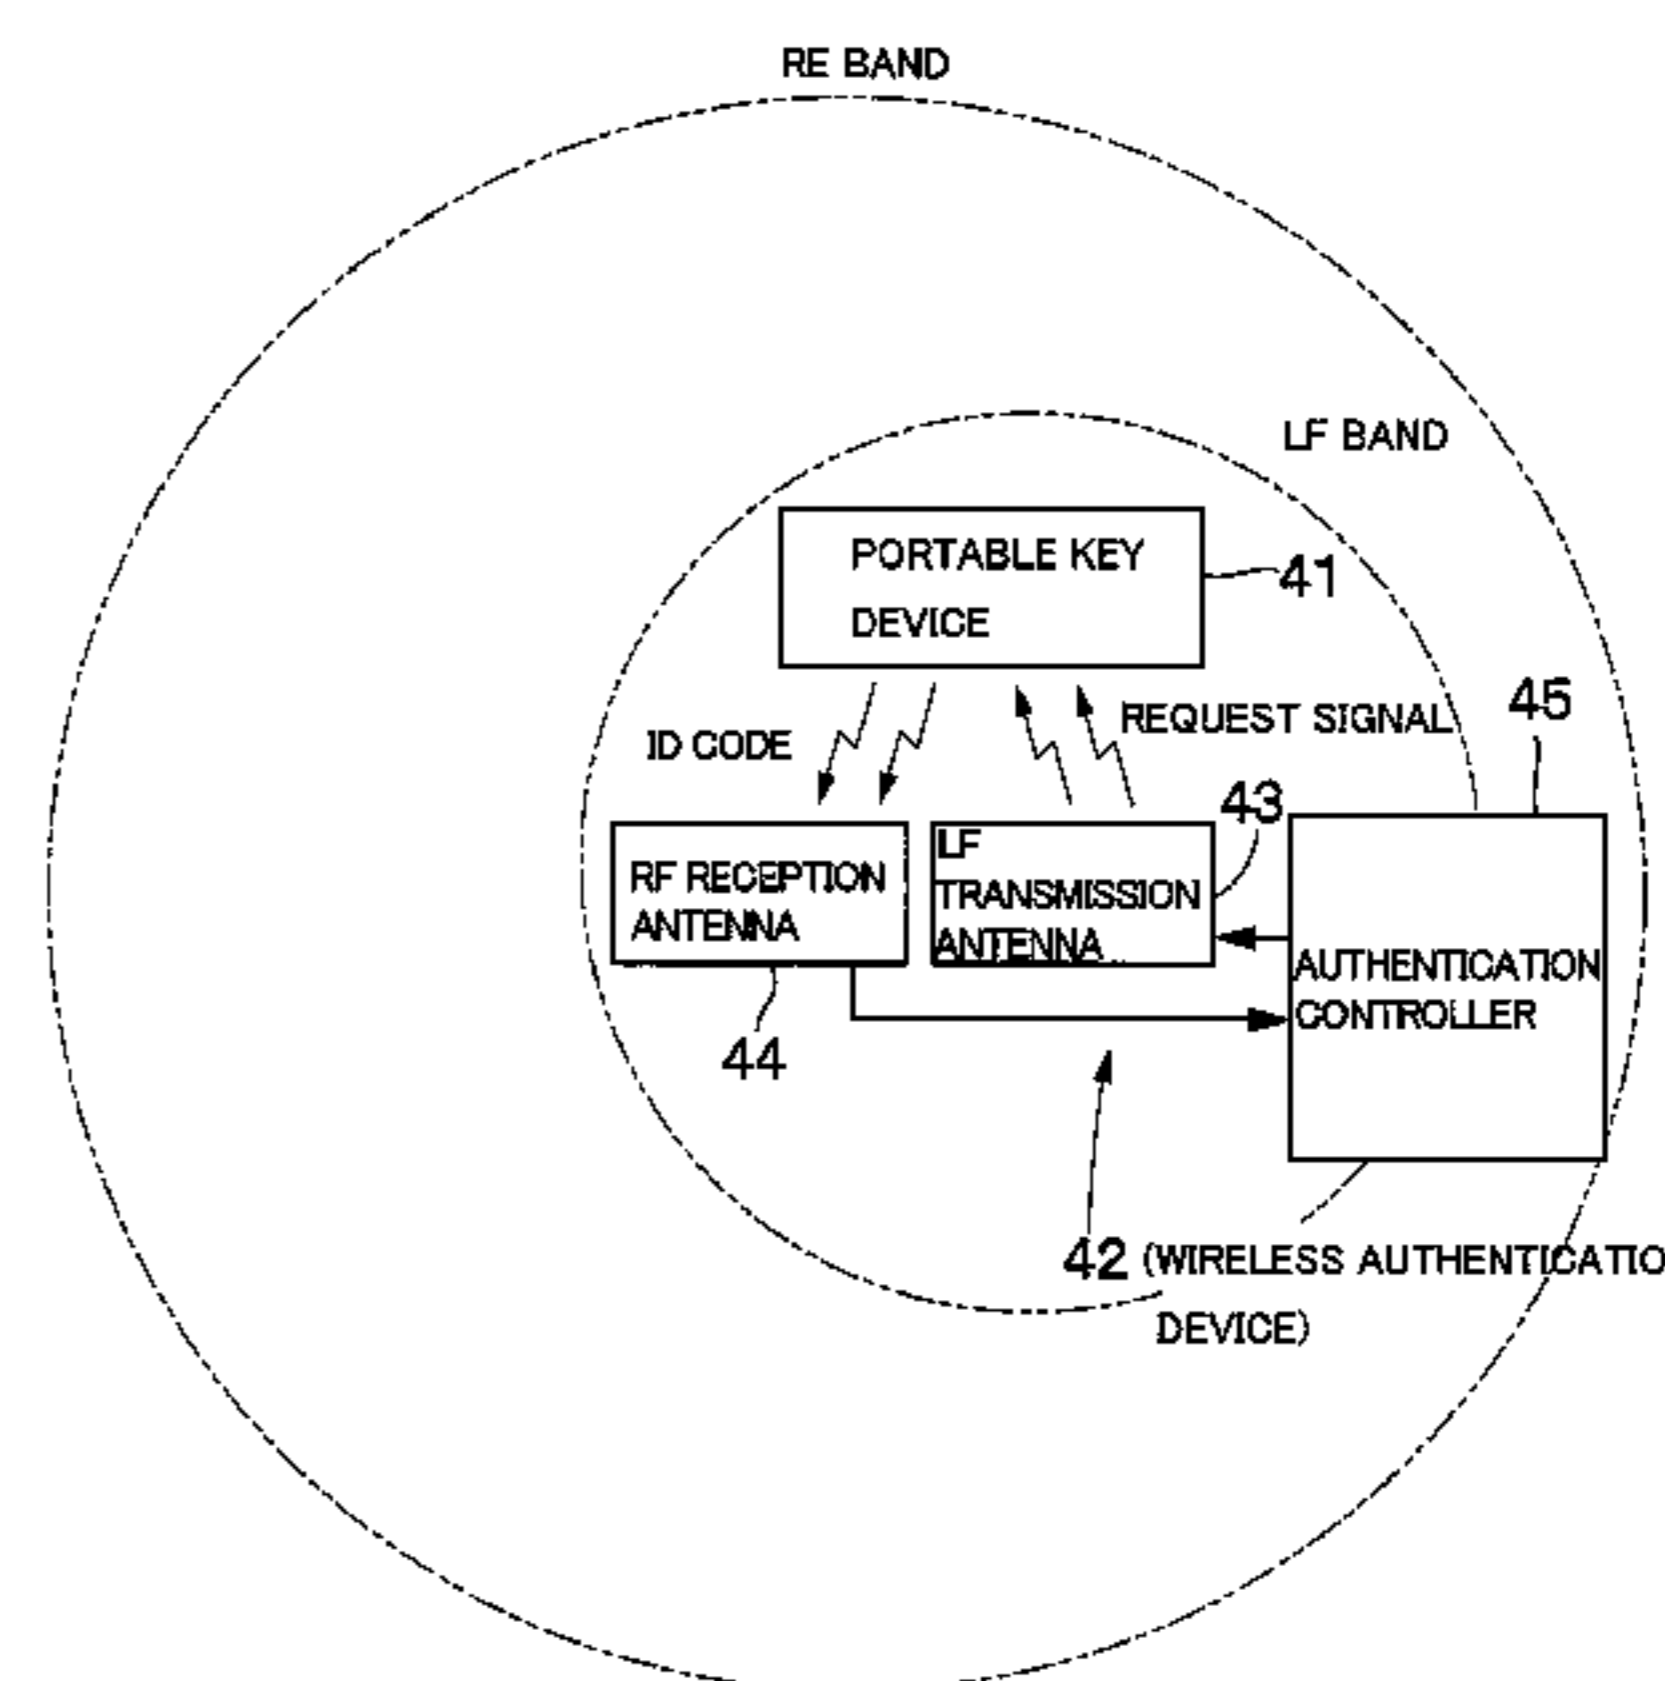 RE BAND
LF BAND
PORTABLE KEY
DEVICE
41
ID CODE
REQUEST SIGNAL
45
43
RF RECEPTION
ANTENNA
LF
TRANSMISSION
ANTENNA
AUTHENTICATION
CONTROLLER
44
42 (WIRELESS AUTHENTICATIO
DEVICE)